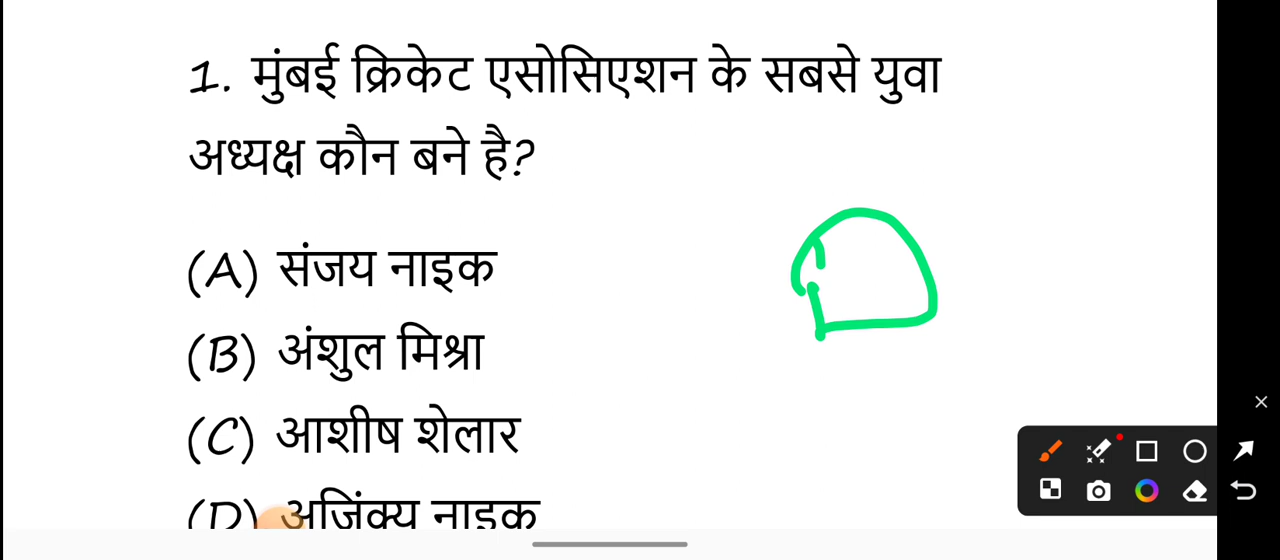 1. मुंबई क्रिकेट एसोसिएशन के सबसे युवा
अध्यक्ष कौन बने है?
(A) संजय नाइक
(B) अंशुल मिश्रा
(C) आशीष शेलार
(D) अजिंक्य नाइक